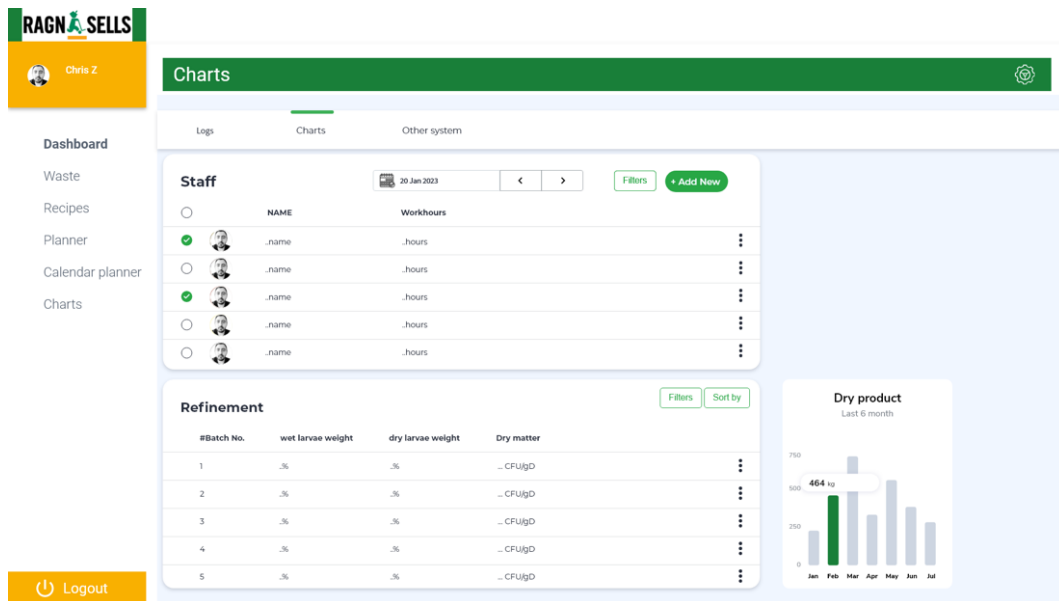 RAGN SELLS
Chris Z
Dashboard
Waste
Recipes
Planner
Calendar planner
Charts
Logout
Charts
Logs Charts Other system
Staff 20 Jan 2023 < > Filters + Add New
NAME Workhours
..name ..hours
..name ..hours
..name ..hours
..name ..hours
..name ..hours
Refinement Filters Sort by
#Batch No. wet larvae weight dry larvae weight Dry matter
1 ..% ..% ... CFU/gD
2 ..% ..% ... CFU/gD
3 ..% ..% ... CFU/gD
4 ..% ..% ... CFU/gD
5 ..% ..% ... CFU/gD
Dry product
Last 6 month
750
464 kg
500
250
0
Jan Feb Mar Apr May Jun Jul